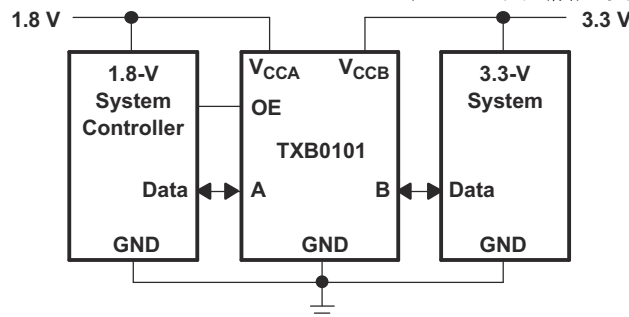 1.8 V
3.3 V
1.8-V
System
Controller
Data
GND
VCCA
VCCB
OE
TXB0101
A
B
GND
3.3-V
System
Data
GND